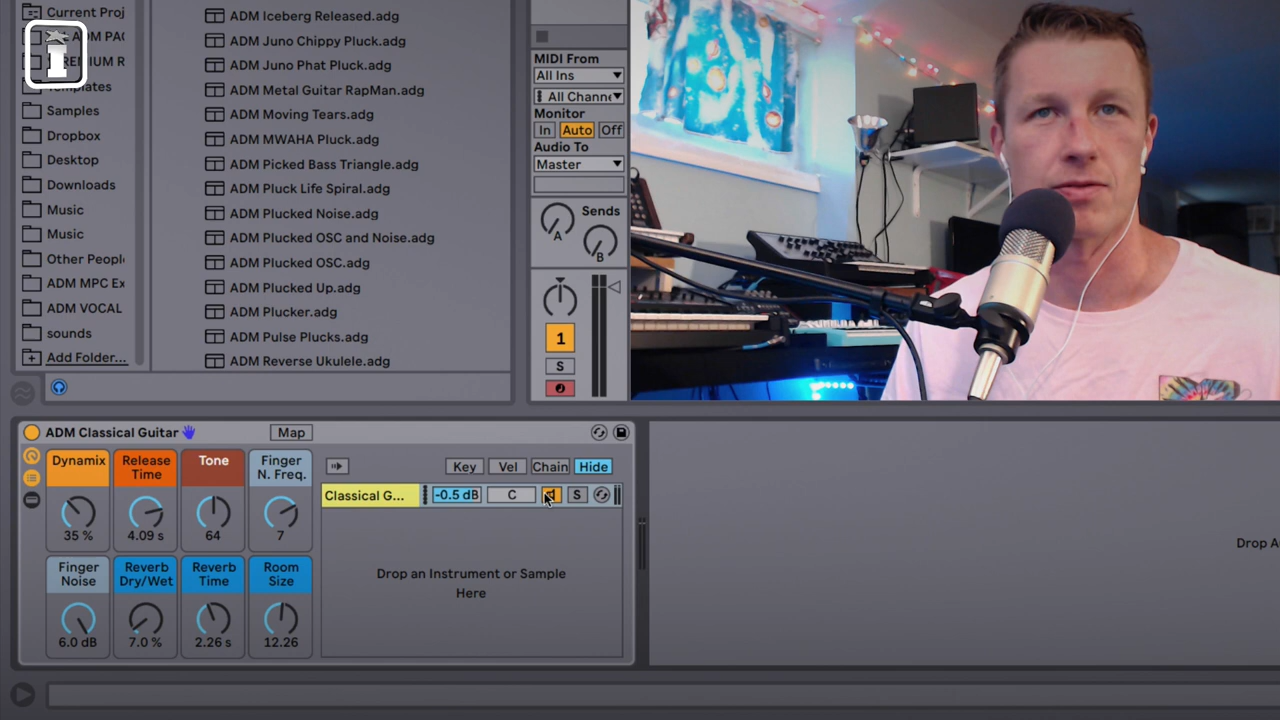 Current Proj
ADM PAC
REMIUM R
Templates
Samples
Dropbox
Desktop
Downloads
Music
Music
Other People
ADM MPC Ex
ADM VOCAL
sounds
Add Folder...
ADM Iceberg Released.adg
ADM Juno Chippy Pluck.adg
ADM Juno Phat Pluck.adg
ADM Metal Guitar RapMan.adg
ADM Moving Tears.adg
ADM MWAHA Pluck.adg
ADM Picked Bass Triangle.adg
ADM Pluck Life Spiral.adg
ADM Plucked Noise.adg
ADM Plucked OSC and Noise.adg
ADM Plucked OSC.adg
ADM Plucked Up.adg
ADM Plucker.adg
ADM Pulse Plucks.adg
ADM Reverse Ukulele.adg
MIDI From
All Ins
All Channe
Monitor
In Auto Off
Audio To
Master
Sends
A
B
1
S
ADM Classical Guitar Map
Dynamix
35 %
Release
Time
4.09 s
Tone
64
Finger
N. Freq.
7
Finger
Noise
6.0 dB
Reverb
Dry/Wet
7.0 %
Reverb
Time
2.26 s
Room
Size
12.26
Key Vel Chain Hide
Classical G... -0.5 dB C S
Drop an Instrument or Sample
Here
Drop A